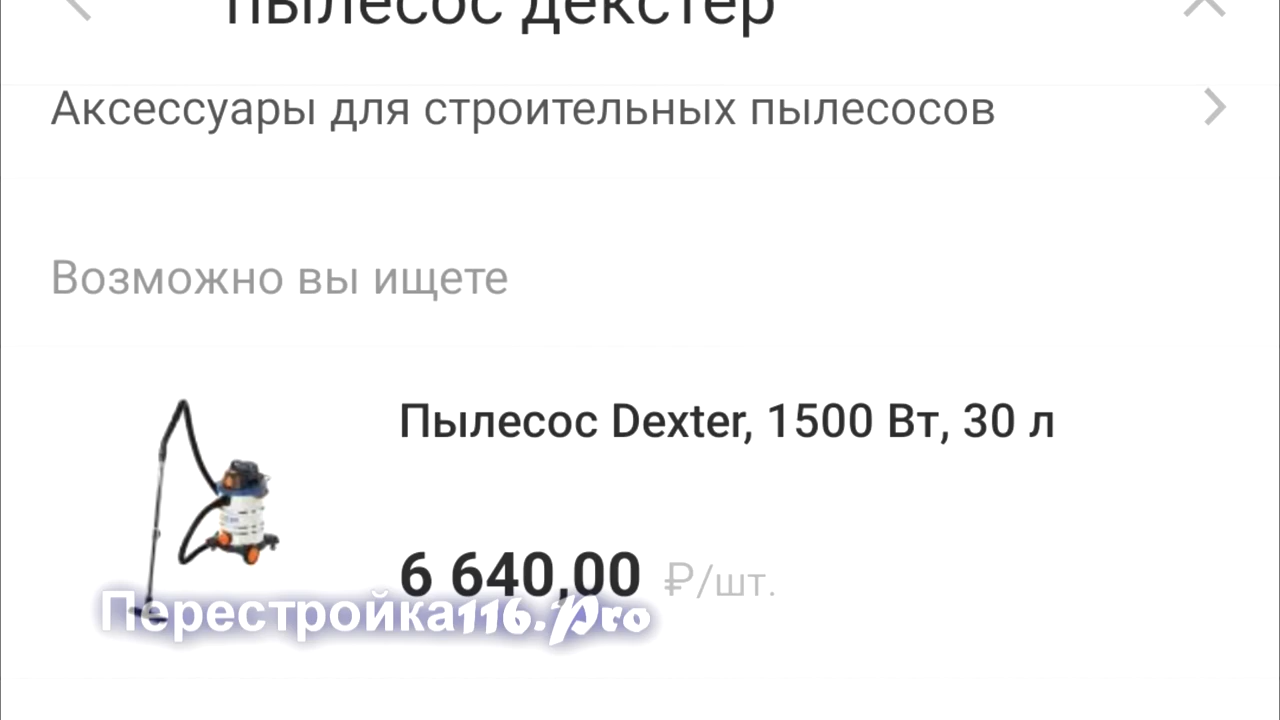 пылесос декстер
Аксессуары для строительных пылесосов
Возможно вы ищете
Пылесос Dexter, 1500 Вт, 30 л
6 640,00 ₽/шт.
Перестройка116.Pro